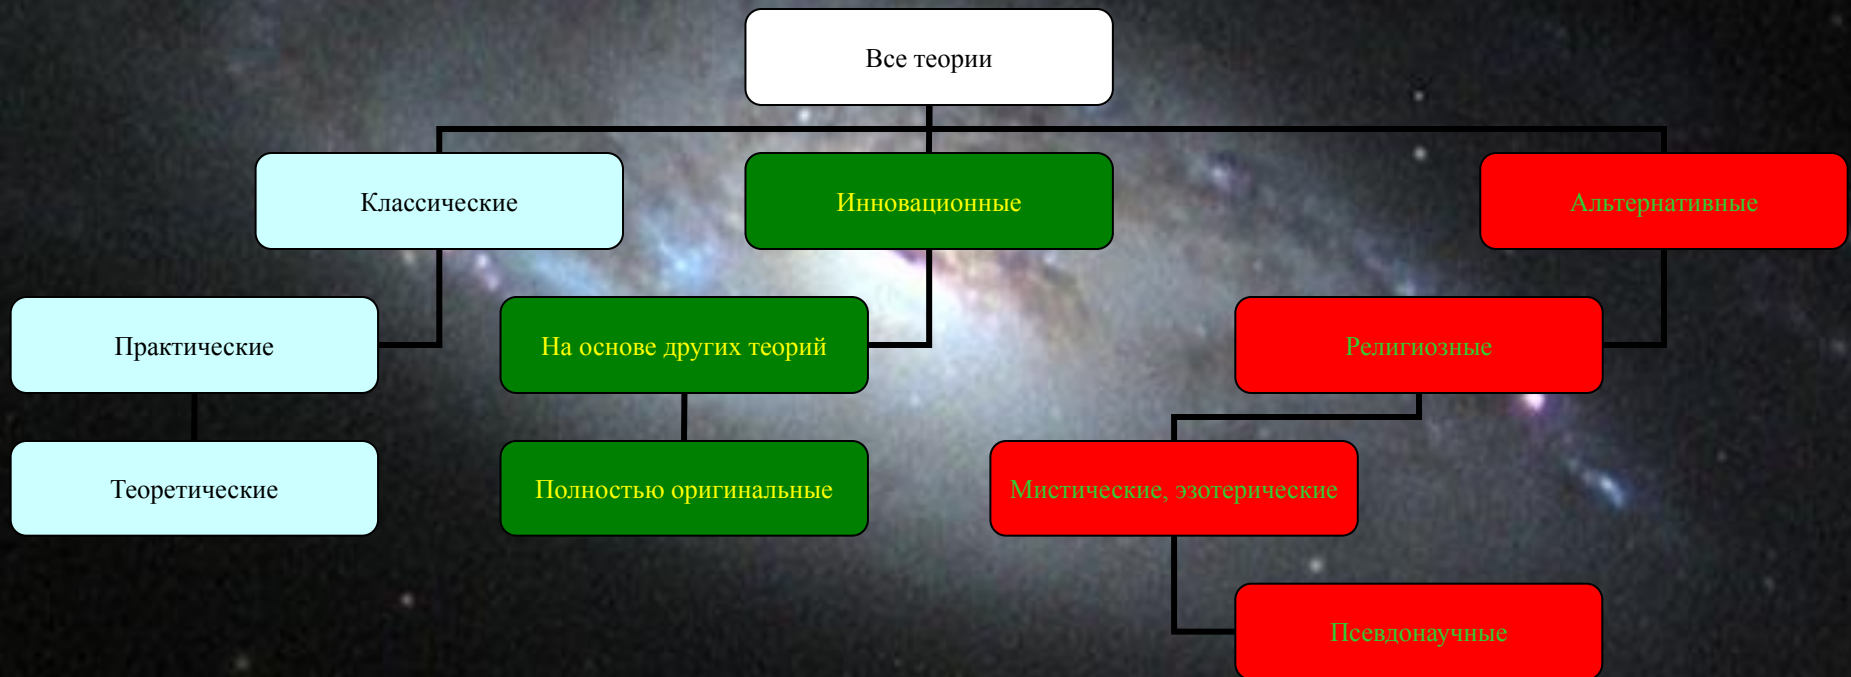 Все теории
Классические
Инновационные
Альтернативные
Практические
На основе других теорий
Религиозные
Теоретические
Полностью оригинальные
Мистические, эзотерические
Псевдонаучные